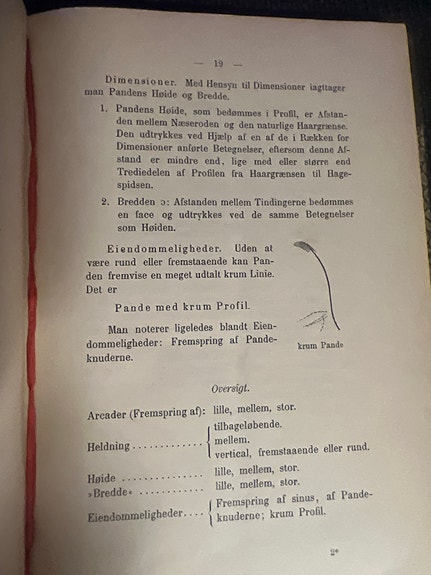 — 19 —
Dimensioner. Med Hensyn til Dimensioner iagttager
man Pandens Høide og Bredde.
1. Pandens Høide, som bedømmes i Profil, er Afstan-
den mellem Næseroden og den naturlige Haargrænse.
Den udtrykkes ved Hjælp af en af de i Rækken for
Dimensioner anførte Betegnelser, eftersom denne Af-
stand er mindre end, lige med eller større end
Trediedelen af Profilen fra Haargrænsen til Hage-
spidsen.
2. Bredden ɔ: Afstanden mellem Tindingerne bedømmes
en face og udtrykkes ved de samme Betegnelser
som Høiden.
Eiendommeligheder. Uden at
være rund eller fremstaaende kan Pan-
den fremvise en meget udtalt krum Linie.
Det er
Pande med krum Profil.
Man noterer ligeledes blandt Eien-
dommeligheder: Fremspring af Pande-
knuderne.
krum Pande
Oversigt.
Arcader (Fremspring af): lille, mellem, stor.
Heldning ............. { tilbageløbende.
mellem.
vertical, fremstaaende eller rund.
Høide ............... lille, mellem, stor.
»Bredde« ............ lille, mellem, stor.
Eiendommeligheder.... { Fremspring af sinus, af Pande-
knuderne; krum Profil.
2*